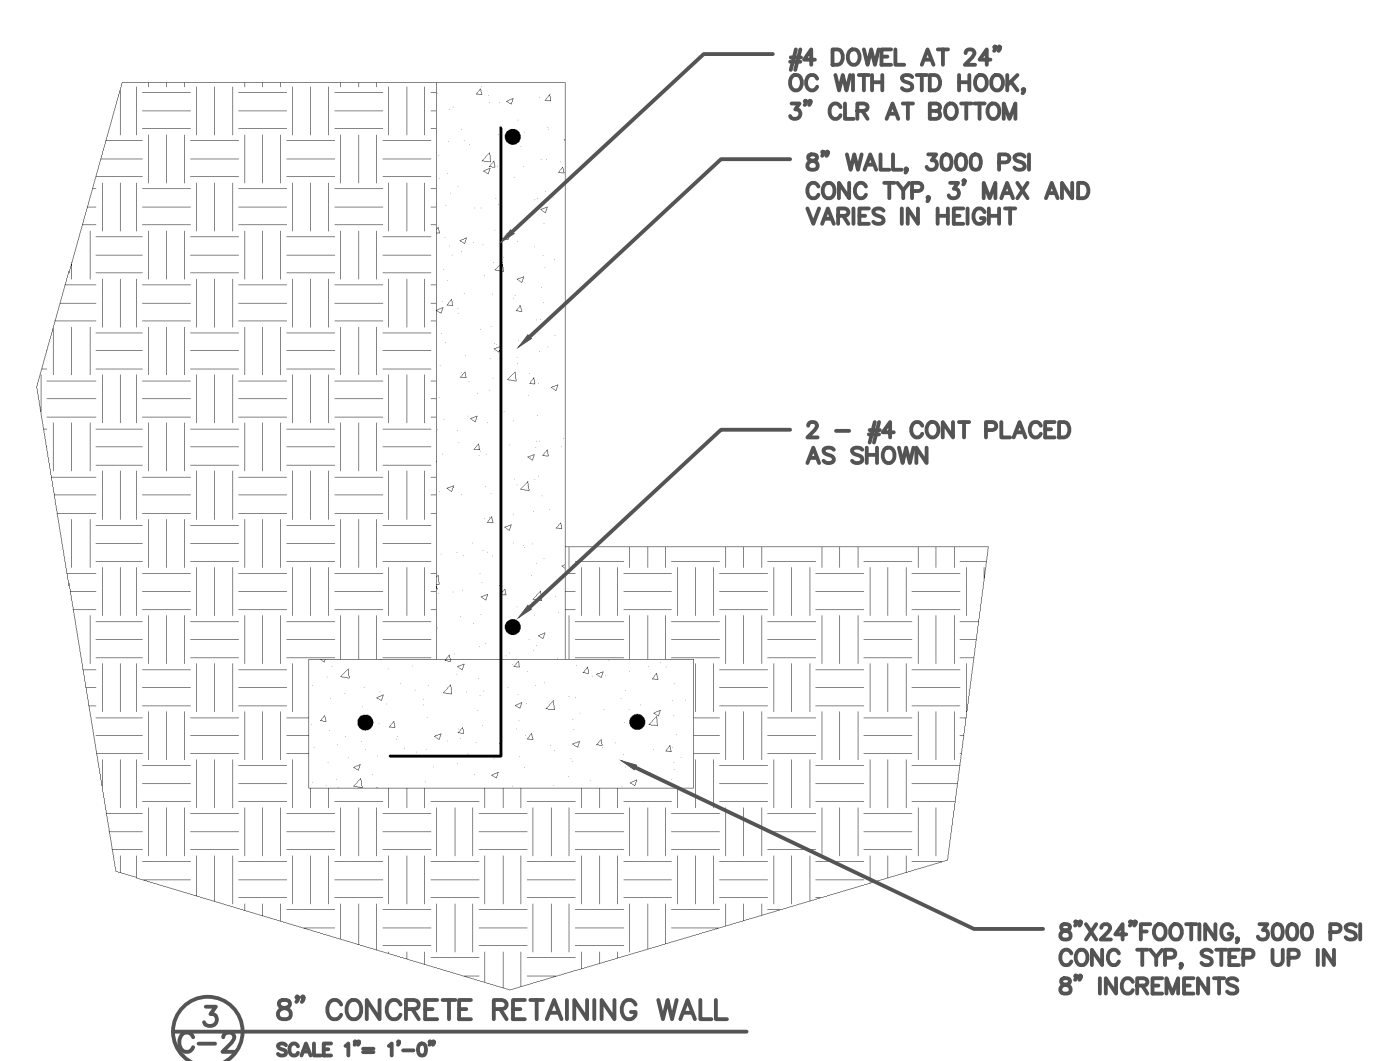 #4 DOWEL AT 24"
OC WITH STD HOOK,
3" CLR AT BOTTOM
8" WALL, 3000 PSI
CONC TYP, 3' MAX AND
VARIES IN HEIGHT
2 - #4 CONT PLACED
AS SHOWN
8"X24"FOOTING, 3000 PSI
CONC TYP, STEP UP IN
8" INCREMENTS
3
C-2
8" CONCRETE RETAINING WALL
SCALE 1"= 1'-0"